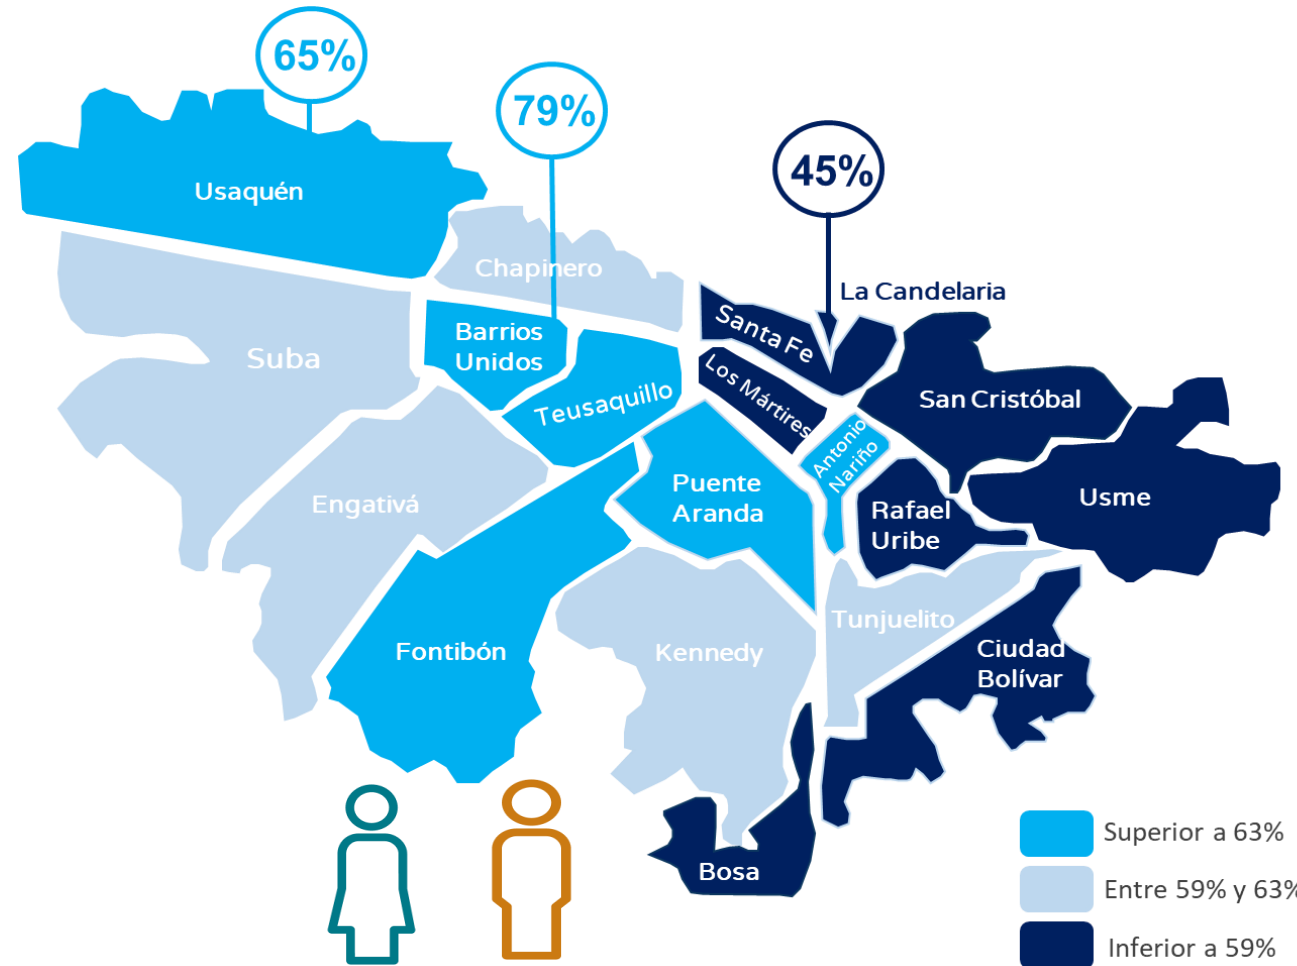 65%
79%
45%
Usaquén
Chapinero
La Candelaria
Santa Fe
Barrios
Unidos
Suba
Los Mártires
Teusaquillo
San Cristóbal
Antonio
Nariño
Puente
Aranda
Engativá
Usme
Rafael
Uribe
Tunjuelito
Fontibón
Kennedy
Ciudad
Bolívar
Bosa
Superior a 63%
Entre 59% y 63%
Inferior a 59%